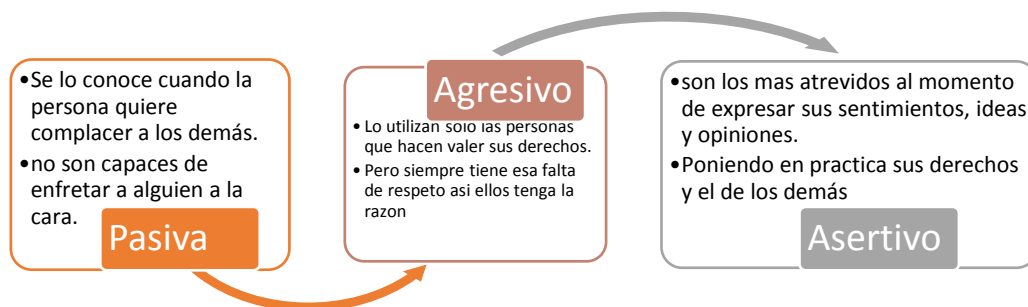 •Se lo conoce cuando la
persona quiere
complacer a los demás.
•no son capaces de
enfretar a alguien a la
cara.
Pasiva
Agresivo
• Lo utilizan solo las personas
que hacen valer sus derechos.
• Pero siempre tiene esa falta
de respeto asi ellos tenga la
razon
•son los mas atrevidos al momento
de expresar sus sentimientos, ideas
y opiniones.
•Poniendo en practica sus derechos
y el de los demás
Asertivo